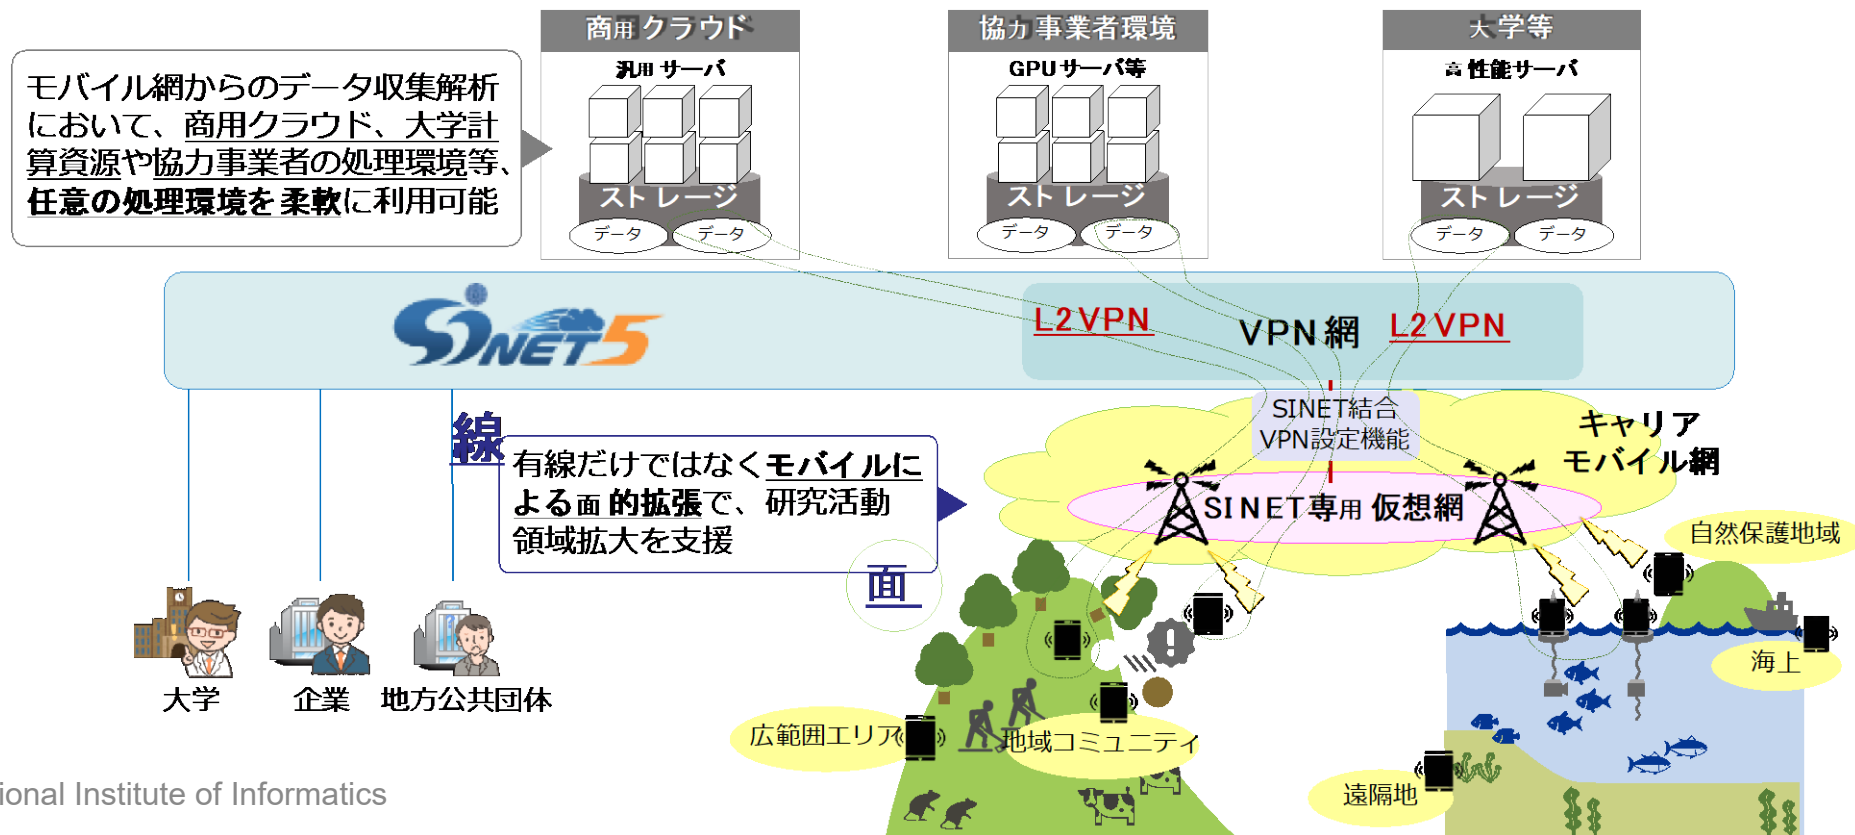 商用クラウド
汎用サーバ
ストレージ
データ
データ
協力事業者環境
GPUサーバ等
ストレージ
データ
データ
大学等
高性能サーバ
ストレージ
データ
データ
モバイル網からのデータ収集解析
において、商用クラウド、大学計
算資源や協力事業者の処理環境等、
任意の処理環境を柔軟に利用可能
SINET5
L2VPN
VPN網
L2VPN
SINET結合
VPN設定機能
キャリア
モバイル網
SINET専用仮想網
線
有線だけではなくモバイルに
よる面的拡張で、研究活動
領域拡大を支援
面
大学
企業
地方公共団体
自然保護地域
海上
広範囲エリア
地域コミュニティ
遠隔地
ional Institute of Informatics